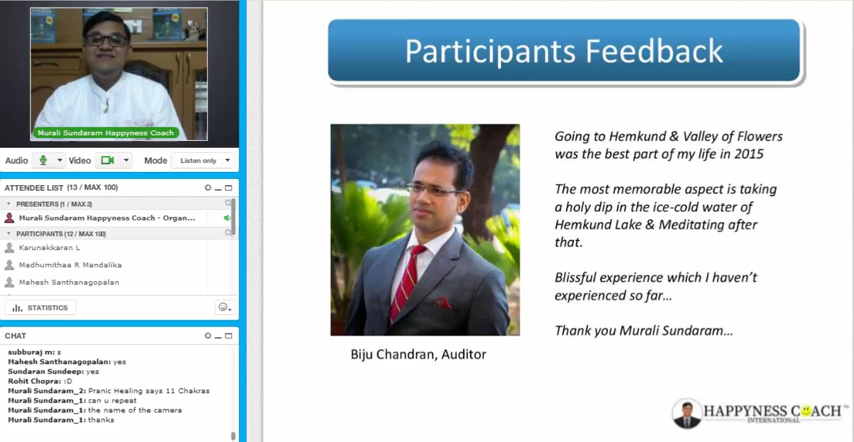 Murali Sundaram Happyness Coach
Audio Video Mode Listen only
ATTENDEE LIST (13 / MAX 100)
PRESENTERS (1 / MAX 3)
Murali Sundaram Happyness Coach - Organ...
PARTICIPANTS (12 / MAX 100)
Karunakkaran L
Madhumithaa R Mandalika
Mahesh Santhanagopalan
STATISTICS
CHAT
subburaj m: s
Mahesh Santhanagopalan: yes
Sundaran Sundeep: yes
Rohit Chopra: :D
Murali Sundaram_2: Pranic Healing says 11 Chakras
Murali Sundaram_1: can u repeat
Murali Sundaram_1: the name of the camera
Murali Sundaram_1: thanks
Participants Feedback
Going to Hemkund & Valley of Flowers
was the best part of my life in 2015
The most memorable aspect is taking
a holy dip in the ice-cold water of
Hemkund Lake & Meditating after
that.
Blissful experience which I haven't
experienced so far...
Thank you Murali Sundaram...
Biju Chandran, Auditor
HAPPYNESS COACH™
INTERNATIONAL